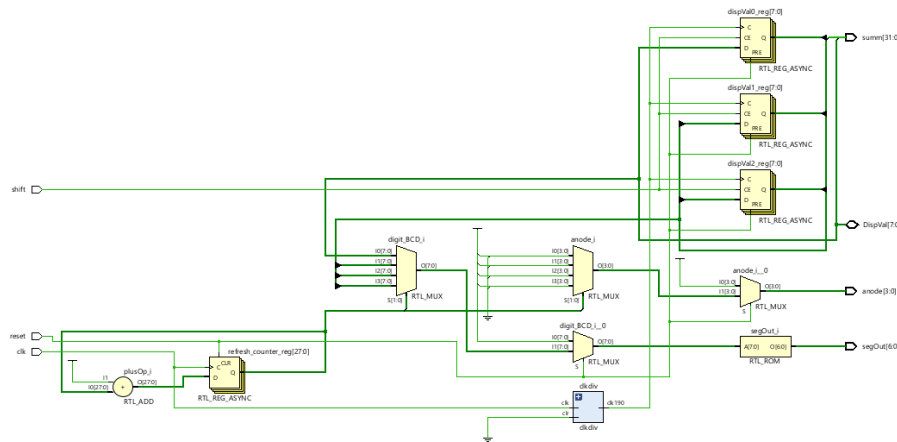 dispVal0_reg[7:0]
C
CE Q
D
PRE
RTL_REG_ASYNC
summ[31:0
dispVal1_reg[7:0]
C
CE Q
D
PRE
RTL_REG_ASYNC
dispVal2_reg[7:0]
C
CE Q
D
PRE
RTL_REG_ASYNC
shift
DispVal[7:0
digit_BCD_i
I0[7:0]
I1[7:0]
I2[7:0]
I3[7:0]
O[7:0]
S[1:0]
RTL_MUX
anode_i
I0[3:0]
I1[3:0]
I2[3:0]
I3[3:0]
O[3:0]
S[1:0]
RTL_MUX
anode_i__0
I0[3:0]
I1[3:0]
O[3:0]
S
RTL_MUX
anode[3:0]
digit_BCD_i__0
I0[7:0]
I1[7:0]
O[7:0]
S
RTL_MUX
segOut_i
A[7:0] O[6:0]
RTL_ROM
segOut[6:0
reset
clk
refresh_counter_reg[27:0]
CLR
C
D
Q
RTL_REG_ASYNC
plusOp_i
I1
I0[27:0]
+
O[27:0]
RTL_ADD
clkdiv
clk
clr
clk190
clkdiv